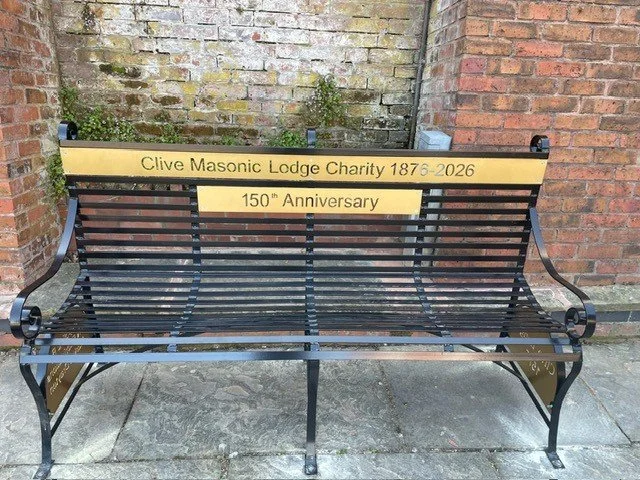 Clive Masonic Lodge Charity 1876-2026
150th Anniversary